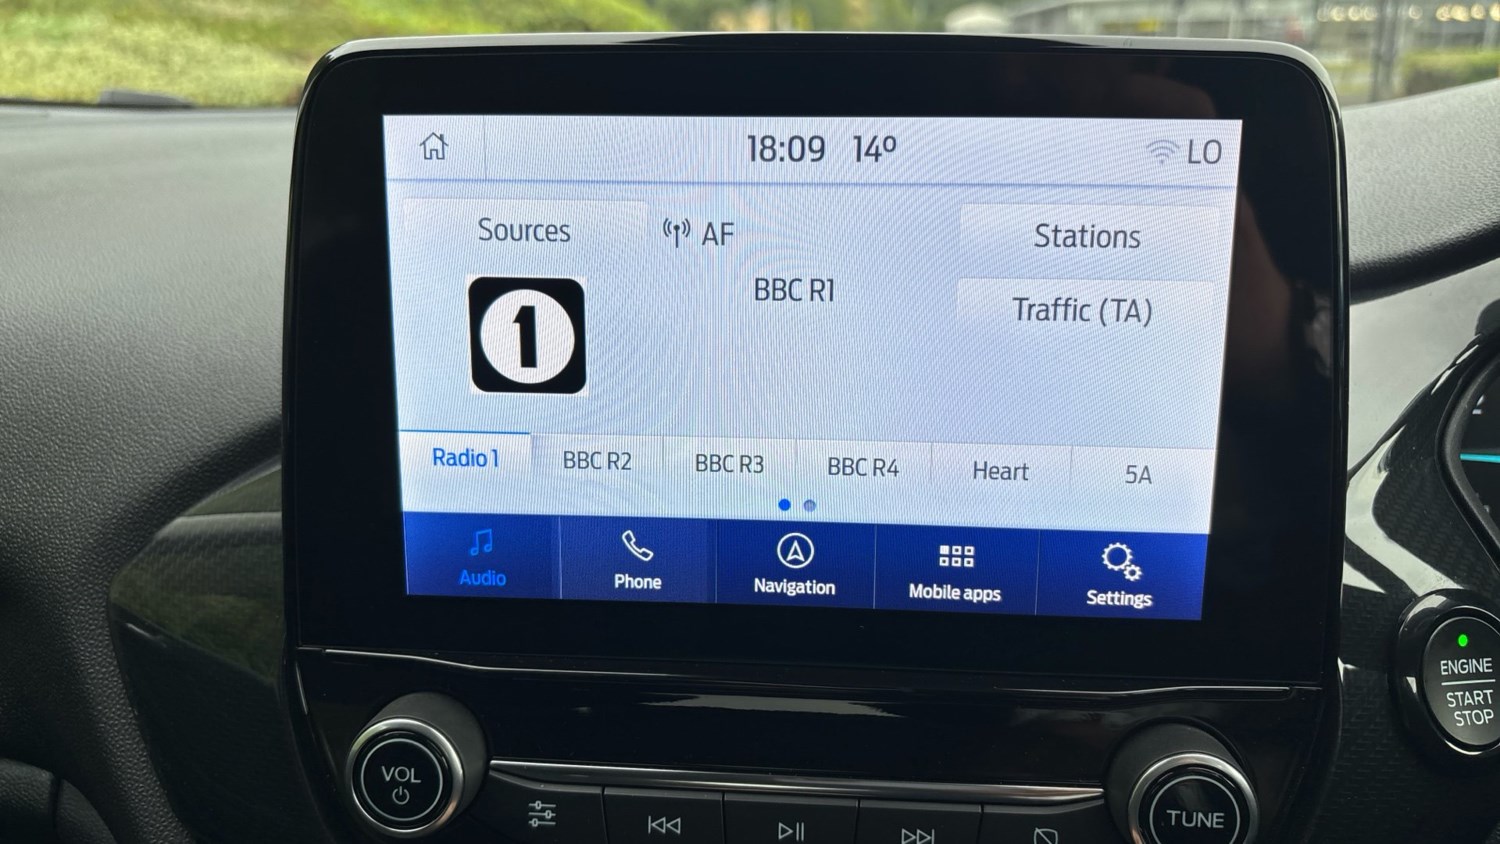 18:09 14º LO
Sources
AF
Stations
BBC R1
Traffic (TA)
1
Radio 1
BBC R2
BBC R3
BBC R4
Heart
5A
Audio
Phone
Navigation
Mobile apps
Settings
ENGINE
START
STOP
VOL
TUNE